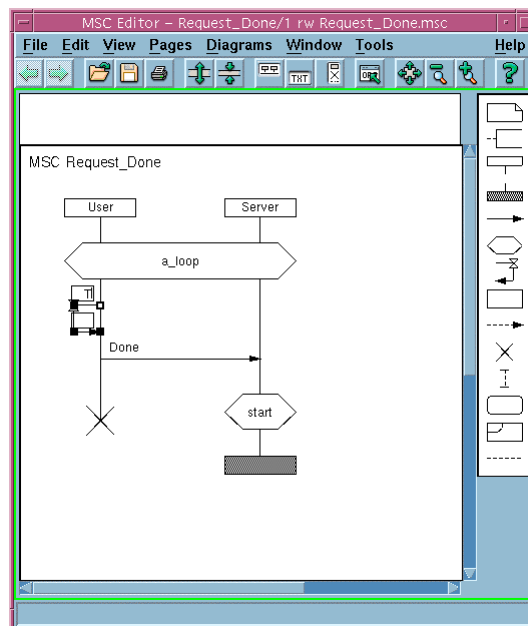 MSC Editor – Request_Done/1 rw Request_Done.msc
File Edit View Pages Diagrams Window Tools Help
TXT
MSC Request_Done
User Server
a_loop
Done
start